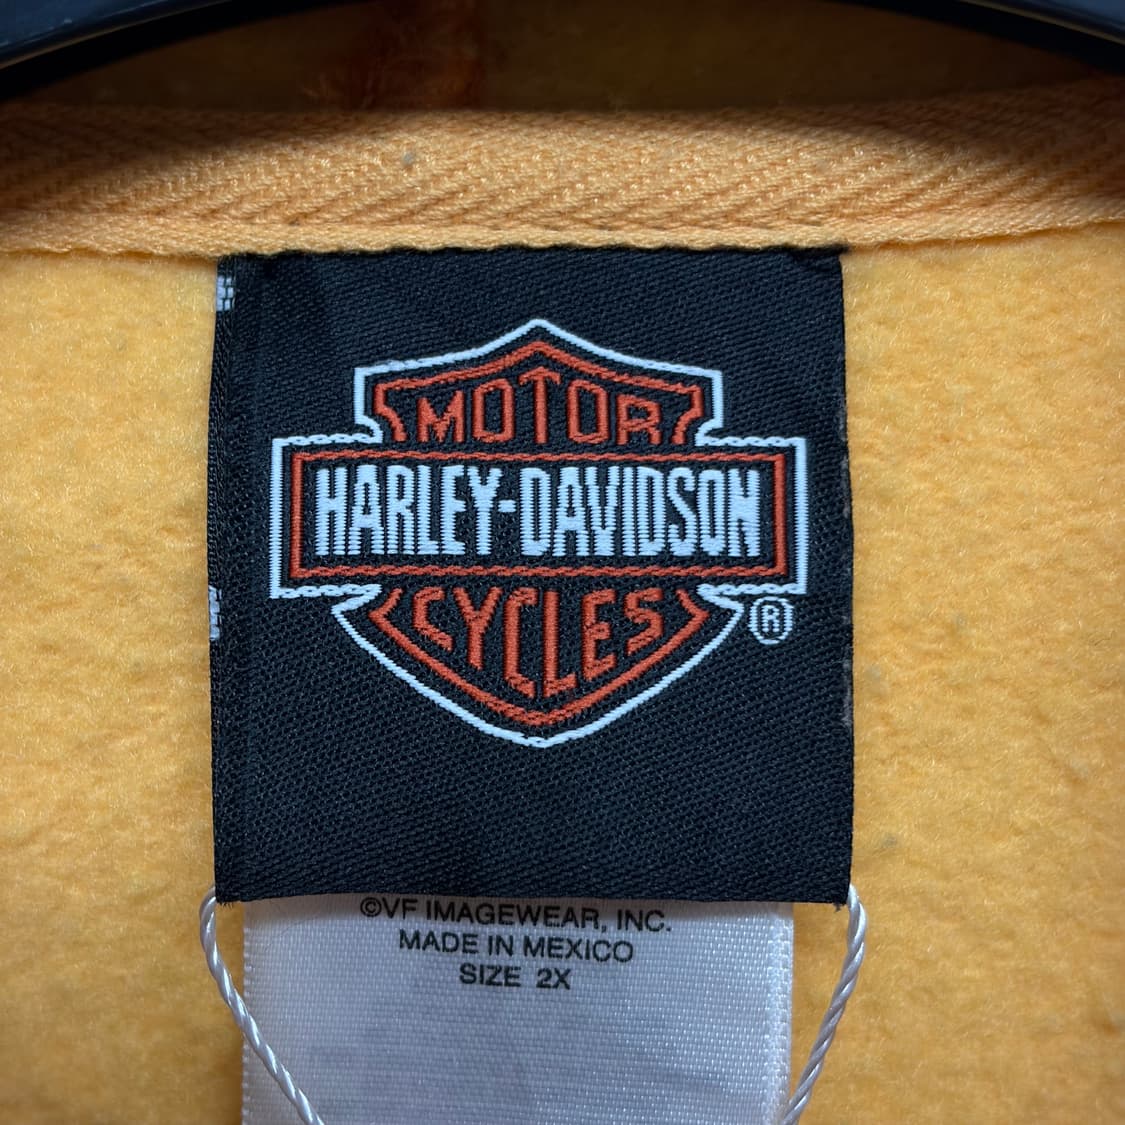 MOTOR
HARLEY-DAVIDSON
CYCLES
®
©VF IMAGEWEAR, INC.
MADE IN MEXICO
SIZE 2X